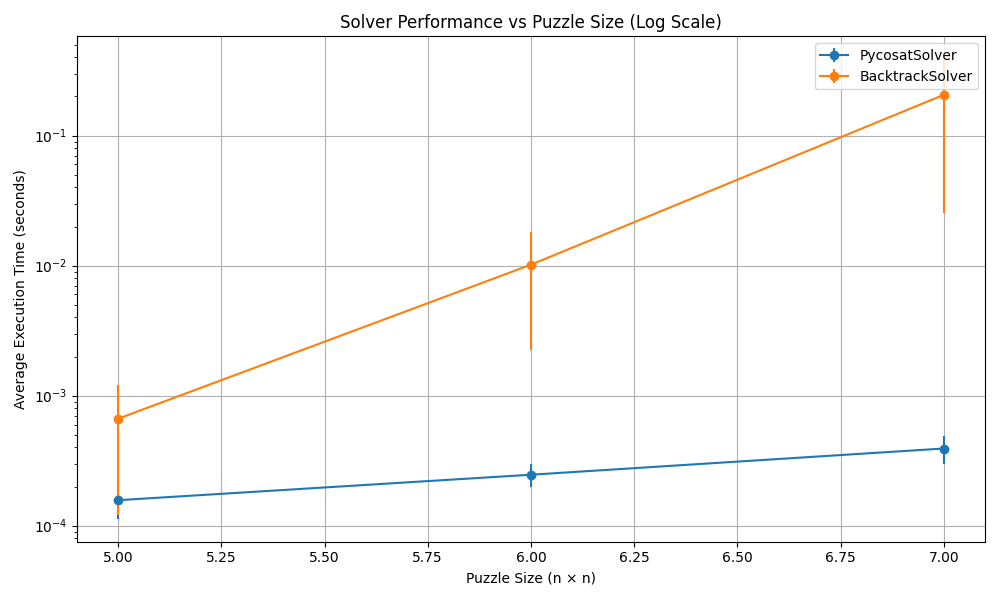 Solver Performance vs Puzzle Size (Log Scale)
PycosatSolver
BacktrackSolver
Average Execution Time (seconds)
10⁻¹
10⁻²
10⁻³
10⁻⁴
5.00 5.25 5.50 5.75 6.00 6.25 6.50 6.75 7.00
Puzzle Size (n × n)